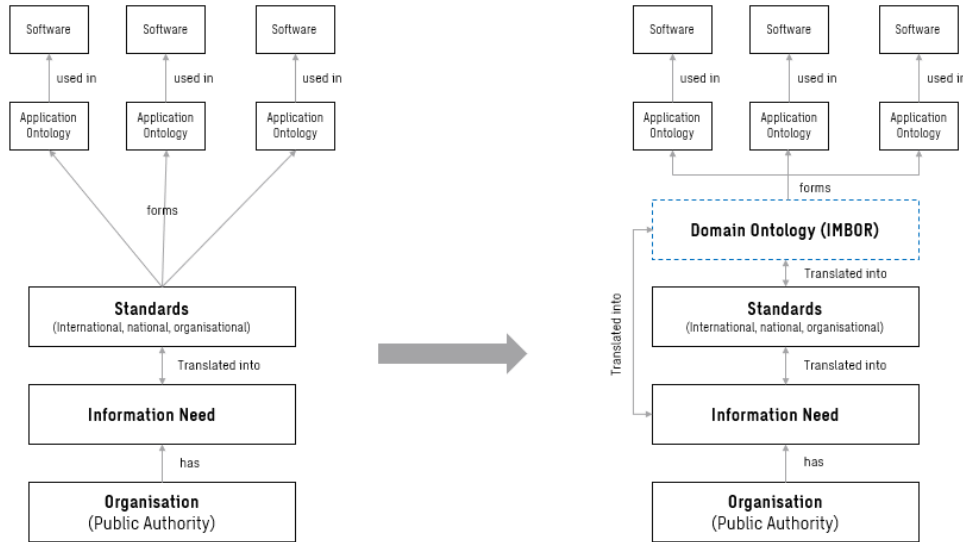 Software
Software
Software
used in
used in
used in
Application
Ontology
Application
Ontology
Application
Ontology
forms
Standards
(International, national, organisational)
Translated into
Information Need
has
Organisation
(Public Authority)
Software
Software
Software
used in
used in
used in
Application
Ontology
Application
Ontology
Application
Ontology
forms
Domain Ontology (IMBOR)
Translated into
Translated into
Standards
(International, national, organisational)
Translated into
Information Need
has
Organisation
(Public Authority)